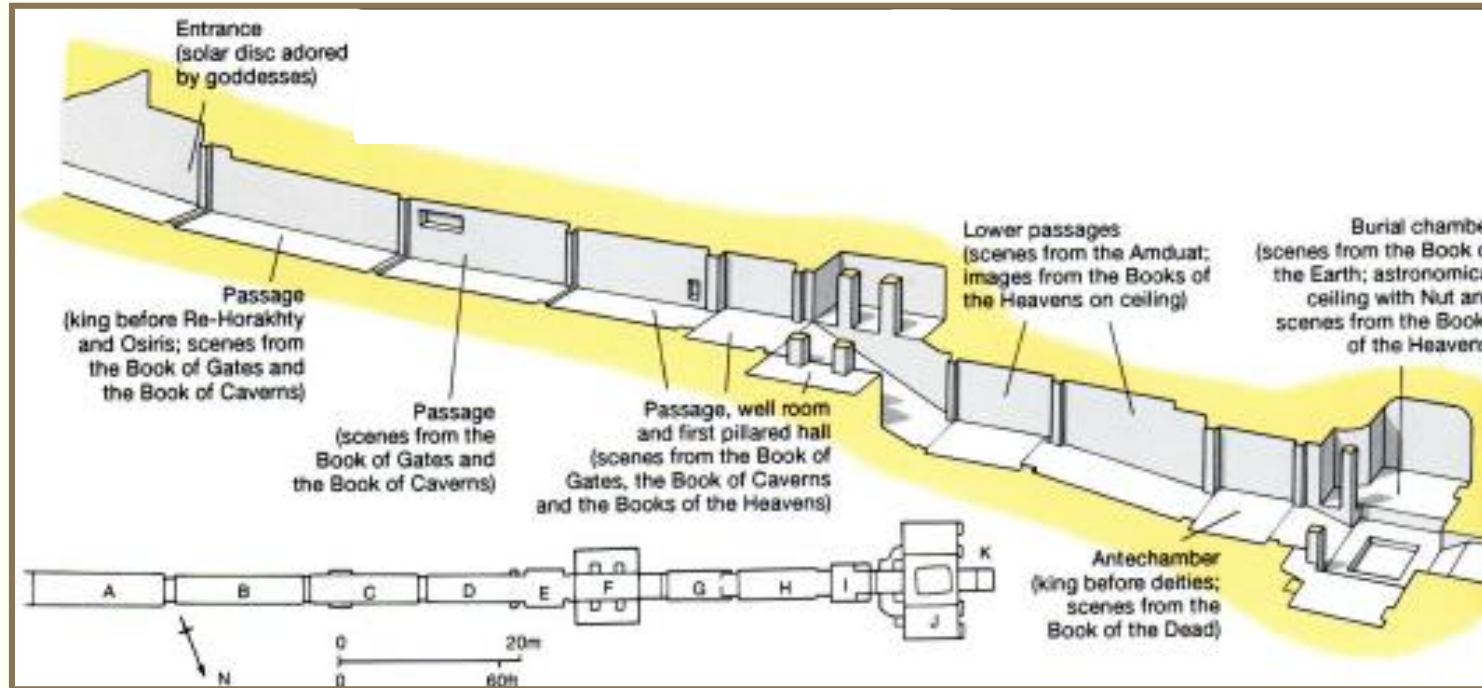 Entrance
(solar disc adored
by goddesses)
Passage
(king before Re-Horakhty
and Osiris; scenes from
the Book of Gates and
the Book of Caverns)
Passage
(scenes from the
Book of Gates and
the Book of Caverns)
Passage, well room
and first pillared hall
(scenes from the Book of
Gates, the Book of Caverns
and the Books of the Heavens)
Lower passages
(scenes from the Amduat;
images from the Books of
the Heavens on ceiling)
Burial chambe
(scenes from the Book o
the Earth; astronomica
ceiling with Nut an
scenes from the Book
of the Heavens
Antechamber
(king before deities;
scenes from the
Book of the Dead)
A B C D E F G H I J K
N
0 20m
0 60ft